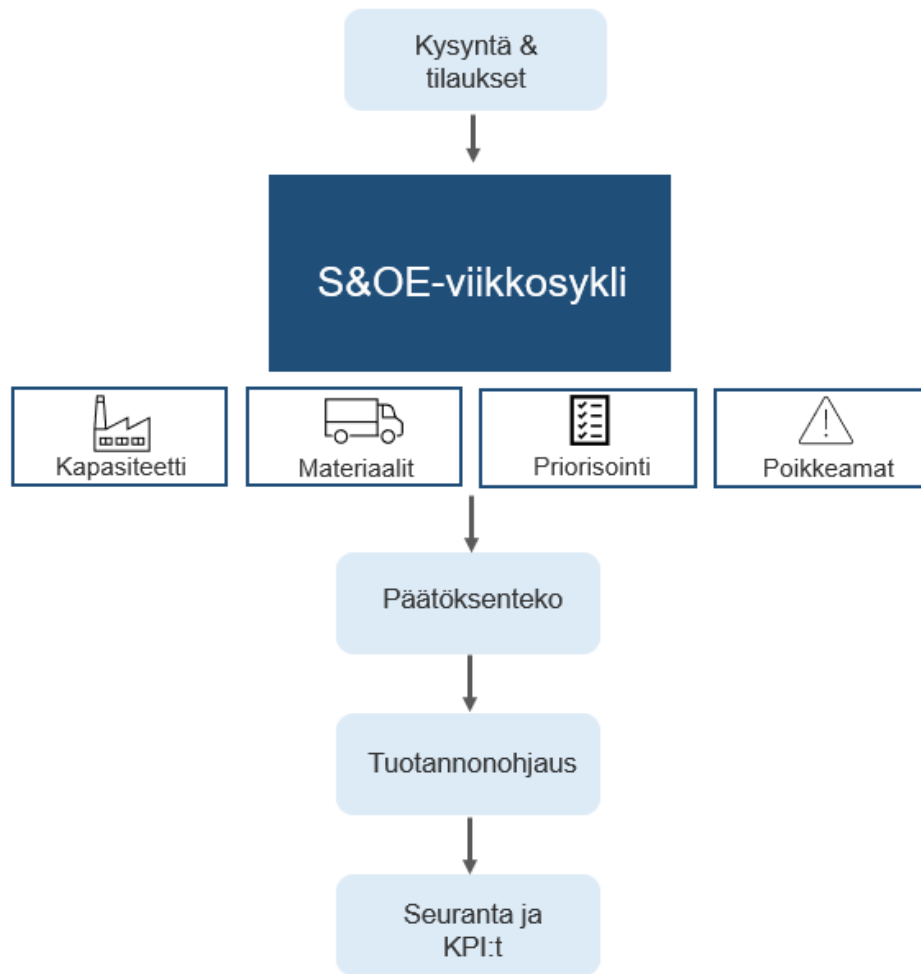 Kysyntä &
tilaukset
S&OE-viikkosykli
Kapasiteetti
Materiaalit
Priorisointi
Poikkeamat
Päätöksenteko
Tuotannonohjaus
Seuranta ja
KPI:t